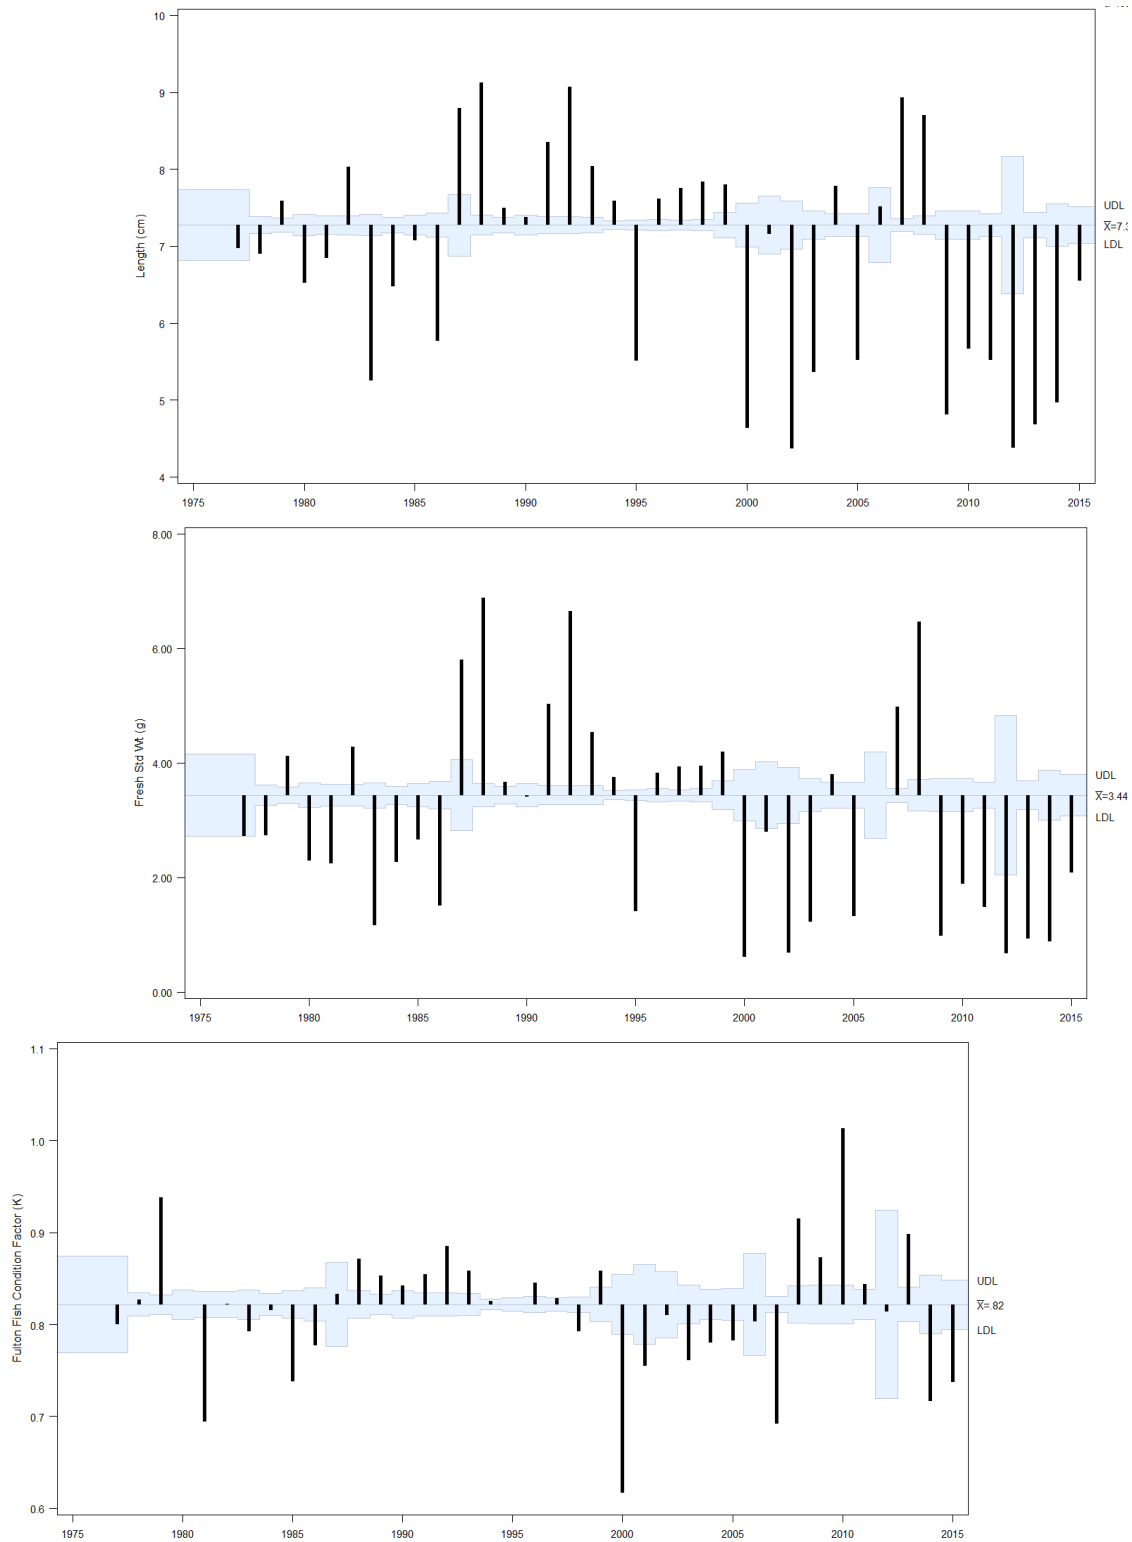 10
9
8
7
6
5
4
Length (cm)
UDL
X̅=7.3
LDL
1975 1980 1985 1990 1995 2000 2005 2010 2015
8.00
6.00
4.00
2.00
0.00
Fresh Std Wt (g)
UDL
X̅=3.44
LDL
1975 1980 1985 1990 1995 2000 2005 2010 2015
1.1
1.0
0.9
0.8
0.7
0.6
Fulton Fish Condition Factor (K)
UDL
X̅=.82
LDL
1975 1980 1985 1990 1995 2000 2005 2010 2015